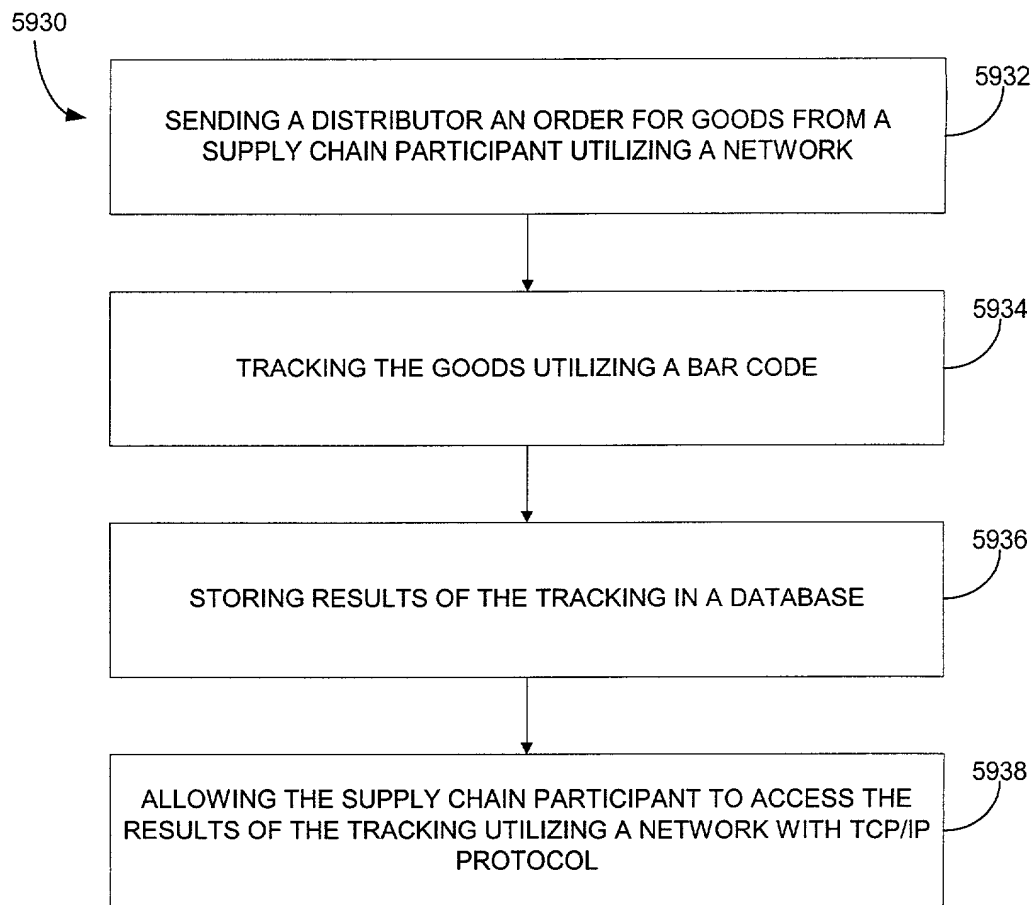 5930
5932
SENDING A DISTRIBUTOR AN ORDER FOR GOODS FROM A
SUPPLY CHAIN PARTICIPANT UTILIZING A NETWORK
5934
TRACKING THE GOODS UTILIZING A BAR CODE
5936
STORING RESULTS OF THE TRACKING IN A DATABASE
5938
ALLOWING THE SUPPLY CHAIN PARTICIPANT TO ACCESS THE
RESULTS OF THE TRACKING UTILIZING A NETWORK WITH TCP/IP
PROTOCOL